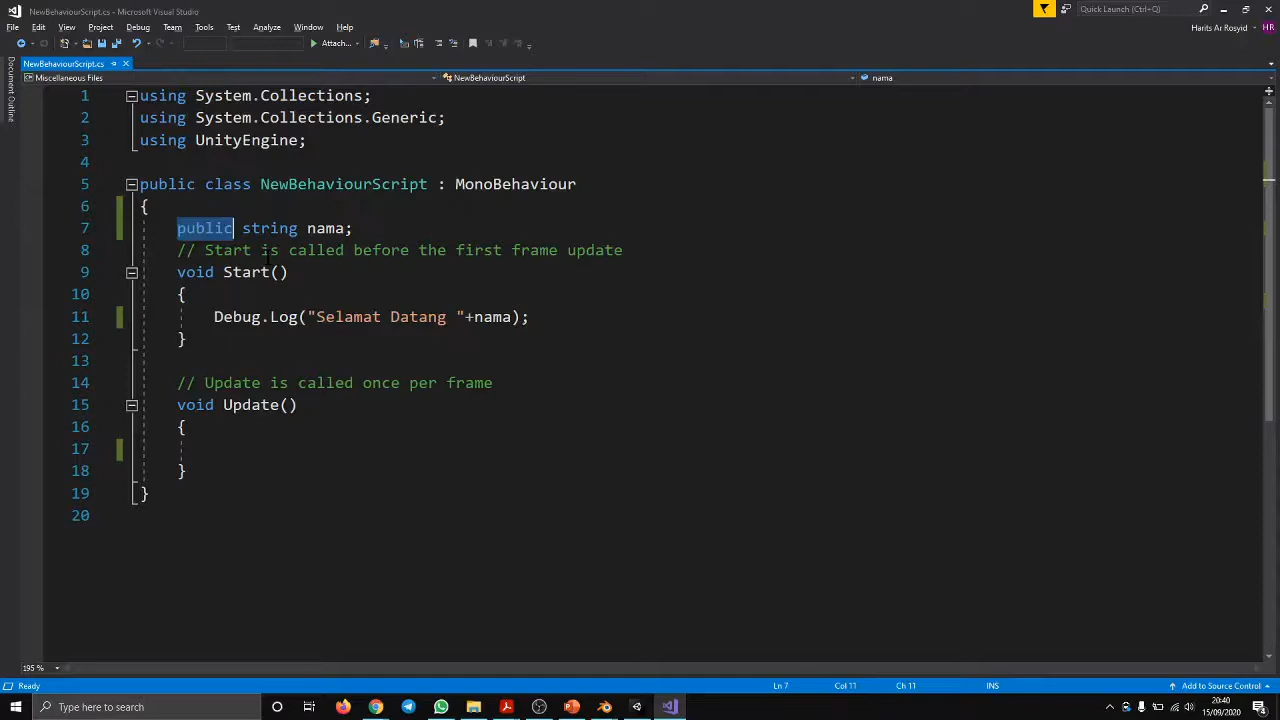 NewBehaviourScript.cs - Microsoft Visual Studio
Quick Launch (Ctrl+Q)
File Edit View Project Debug Team Tools Test Analyze Window Help
Harits Ar Rosyid HR
Attach...
Document Outline
NewBehaviourScript.cs
Miscellaneous Files NewBehaviourScript nama
1 using System.Collections;
2 using System.Collections.Generic;
3 using UnityEngine;
4
5 public class NewBehaviourScript : MonoBehaviour
6 {
7 public string nama;
8 // Start is called before the first frame update
9 void Start()
10 {
11 Debug.Log("Selamat Datang "+nama);
12 }
13
14 // Update is called once per frame
15 void Update()
16 {
17
18 }
19 }
20
195 %
Ready Ln 7 Col 11 Ch 11 INS Add to Source Control
Type here to search
20:40
15/09/2020